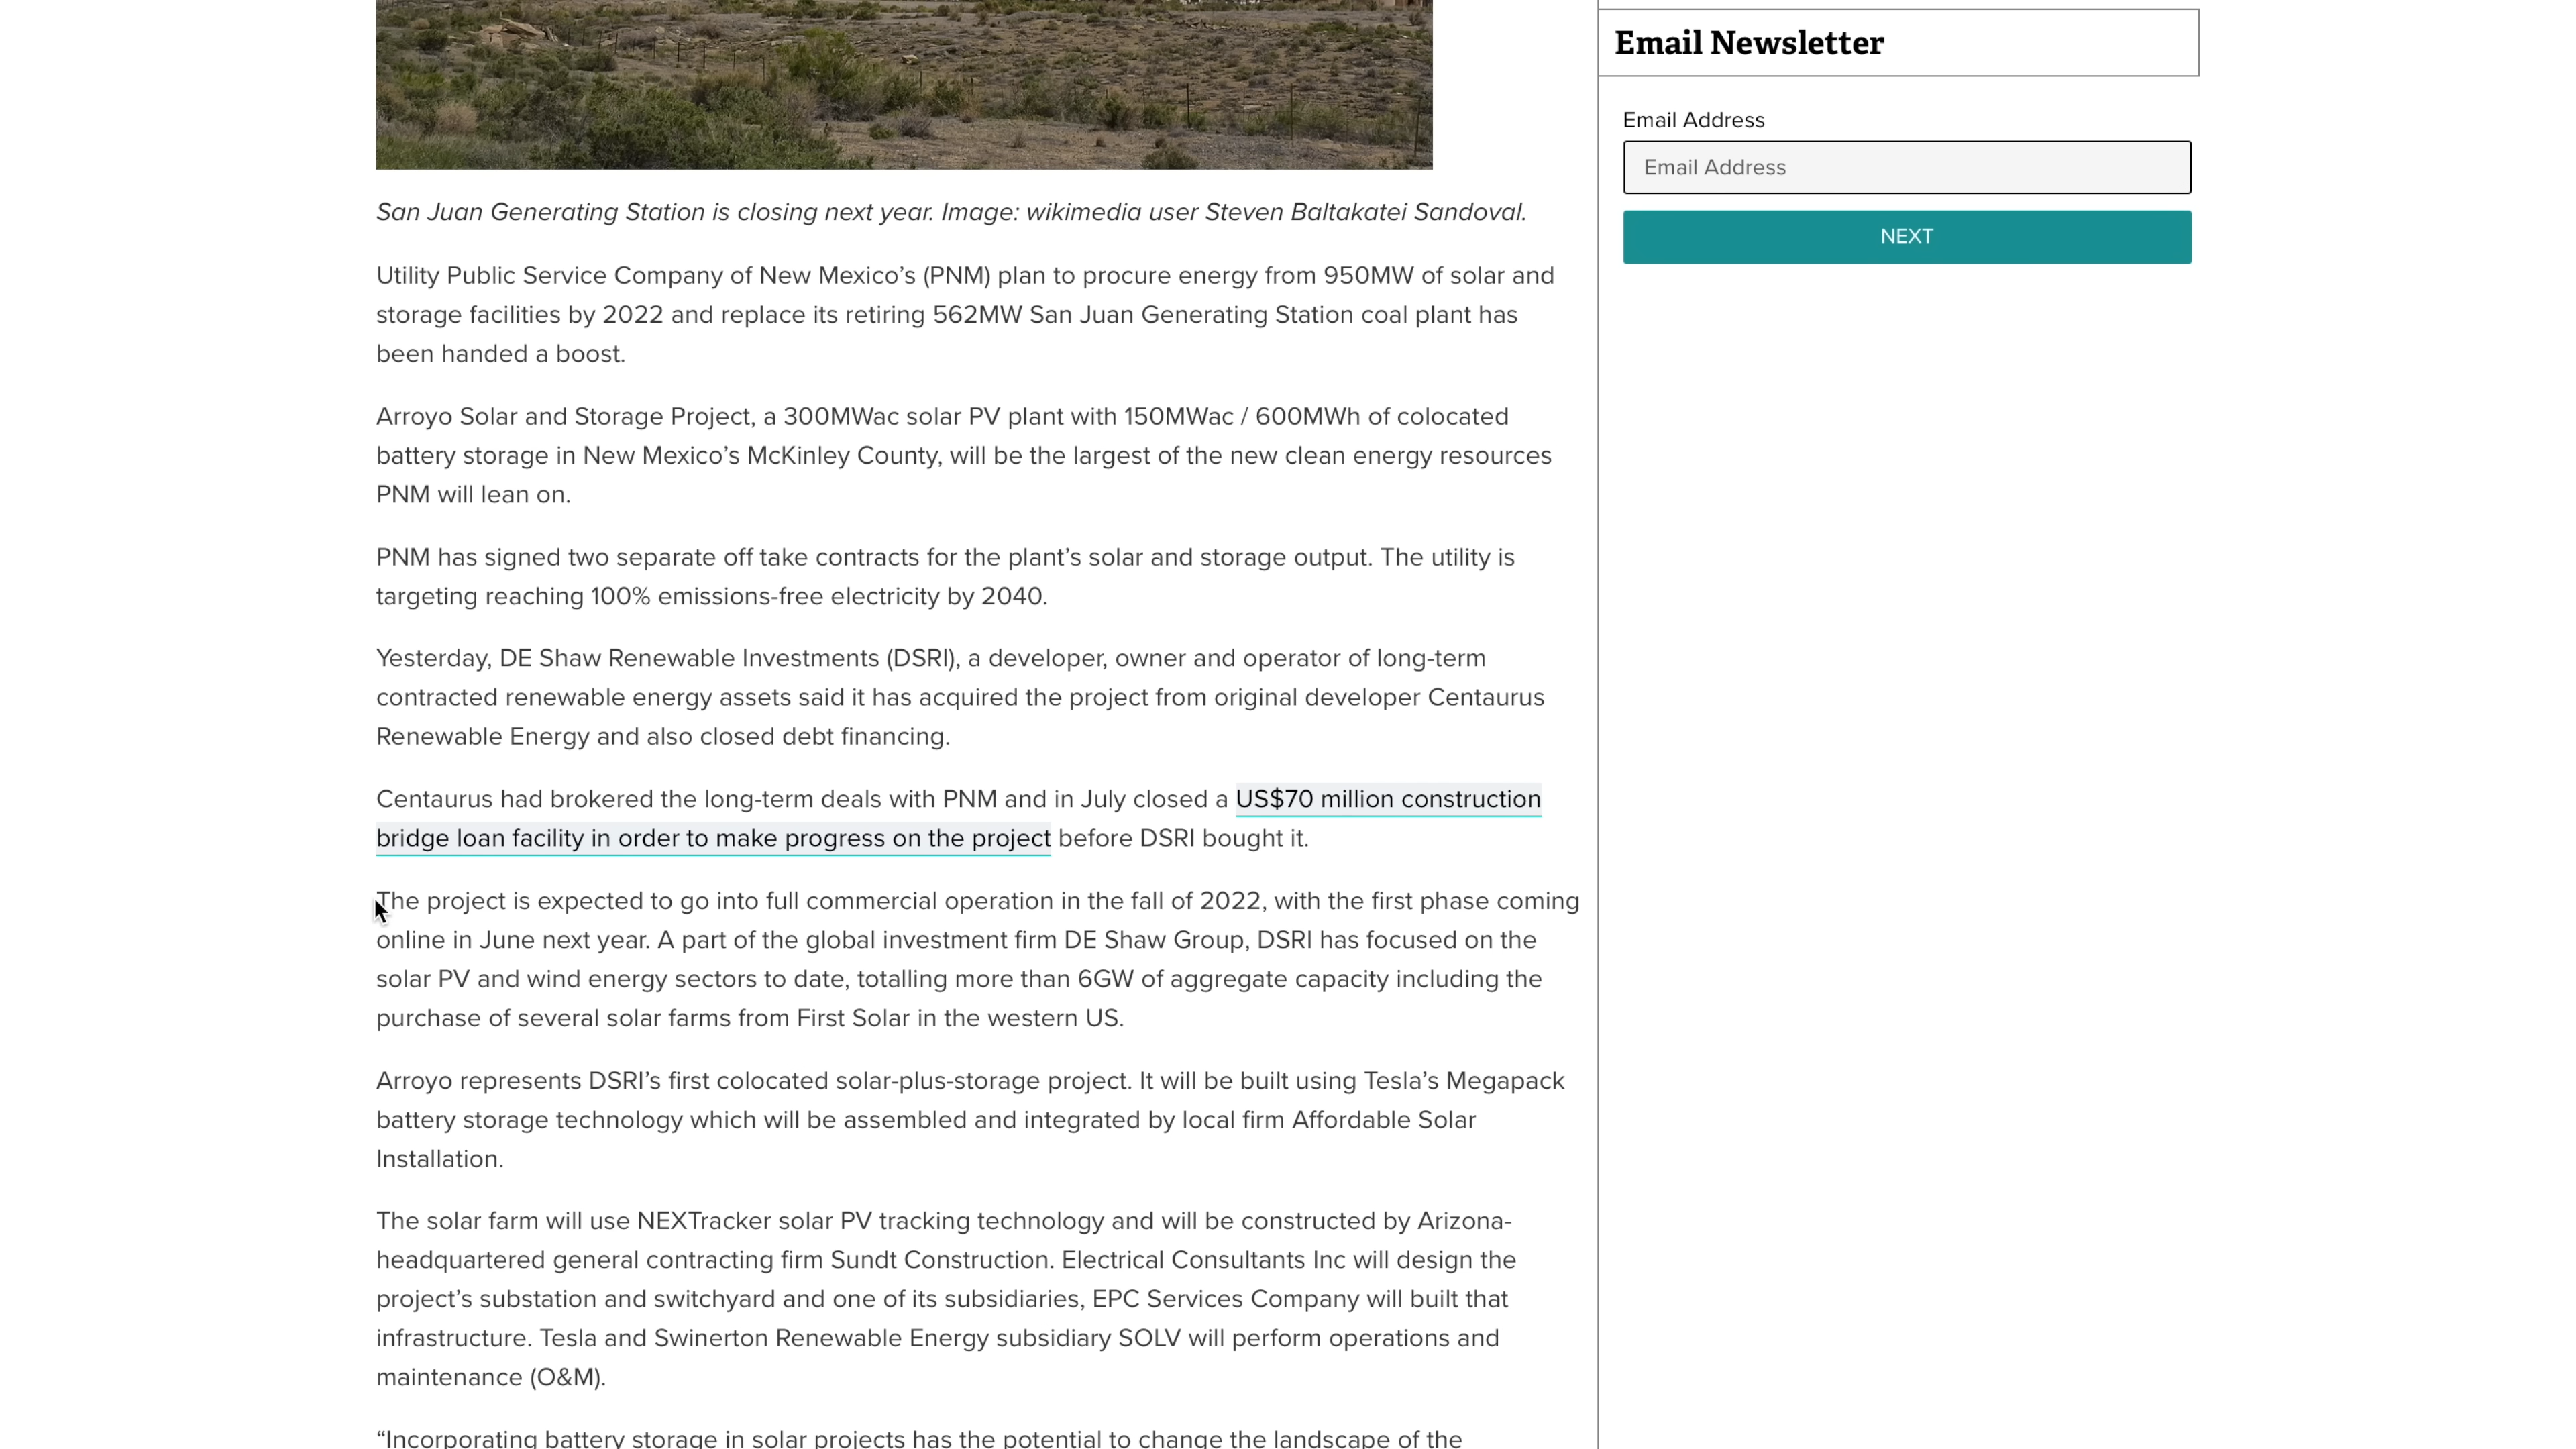 San Juan Generating Station is closing next year. Image: wikimedia user Steven Baltakatei Sandoval.
Utility Public Service Company of New Mexico’s (PNM) plan to procure energy from 950MW of solar and
storage facilities by 2022 and replace its retiring 562MW San Juan Generating Station coal plant has
been handed a boost.
Arroyo Solar and Storage Project, a 300MWac solar PV plant with 150MWac / 600MWh of colocated
battery storage in New Mexico’s McKinley County, will be the largest of the new clean energy resources
PNM will lean on.
PNM has signed two separate off take contracts for the plant’s solar and storage output. The utility is
targeting reaching 100% emissions-free electricity by 2040.
Yesterday, DE Shaw Renewable Investments (DSRI), a developer, owner and operator of long-term
contracted renewable energy assets said it has acquired the project from original developer Centaurus
Renewable Energy and also closed debt financing.
Centaurus had brokered the long-term deals with PNM and in July closed a US$70 million construction
bridge loan facility in order to make progress on the project before DSRI bought it.
The project is expected to go into full commercial operation in the fall of 2022, with the first phase coming
online in June next year. A part of the global investment firm DE Shaw Group, DSRI has focused on the
solar PV and wind energy sectors to date, totalling more than 6GW of aggregate capacity including the
purchase of several solar farms from First Solar in the western US.
Arroyo represents DSRI’s first colocated solar-plus-storage project. It will be built using Tesla’s Megapack
battery storage technology which will be assembled and integrated by local firm Affordable Solar
Installation.
The solar farm will use NEXTracker solar PV tracking technology and will be constructed by Arizona-
headquartered general contracting firm Sundt Construction. Electrical Consultants Inc will design the
project’s substation and switchyard and one of its subsidiaries, EPC Services Company will built that
infrastructure. Tesla and Swinerton Renewable Energy subsidiary SOLV will perform operations and
maintenance (O&M).
“Incorporating battery storage in solar projects has the potential to change the landscape of the
Email Newsletter
Email Address
Email Address
NEXT